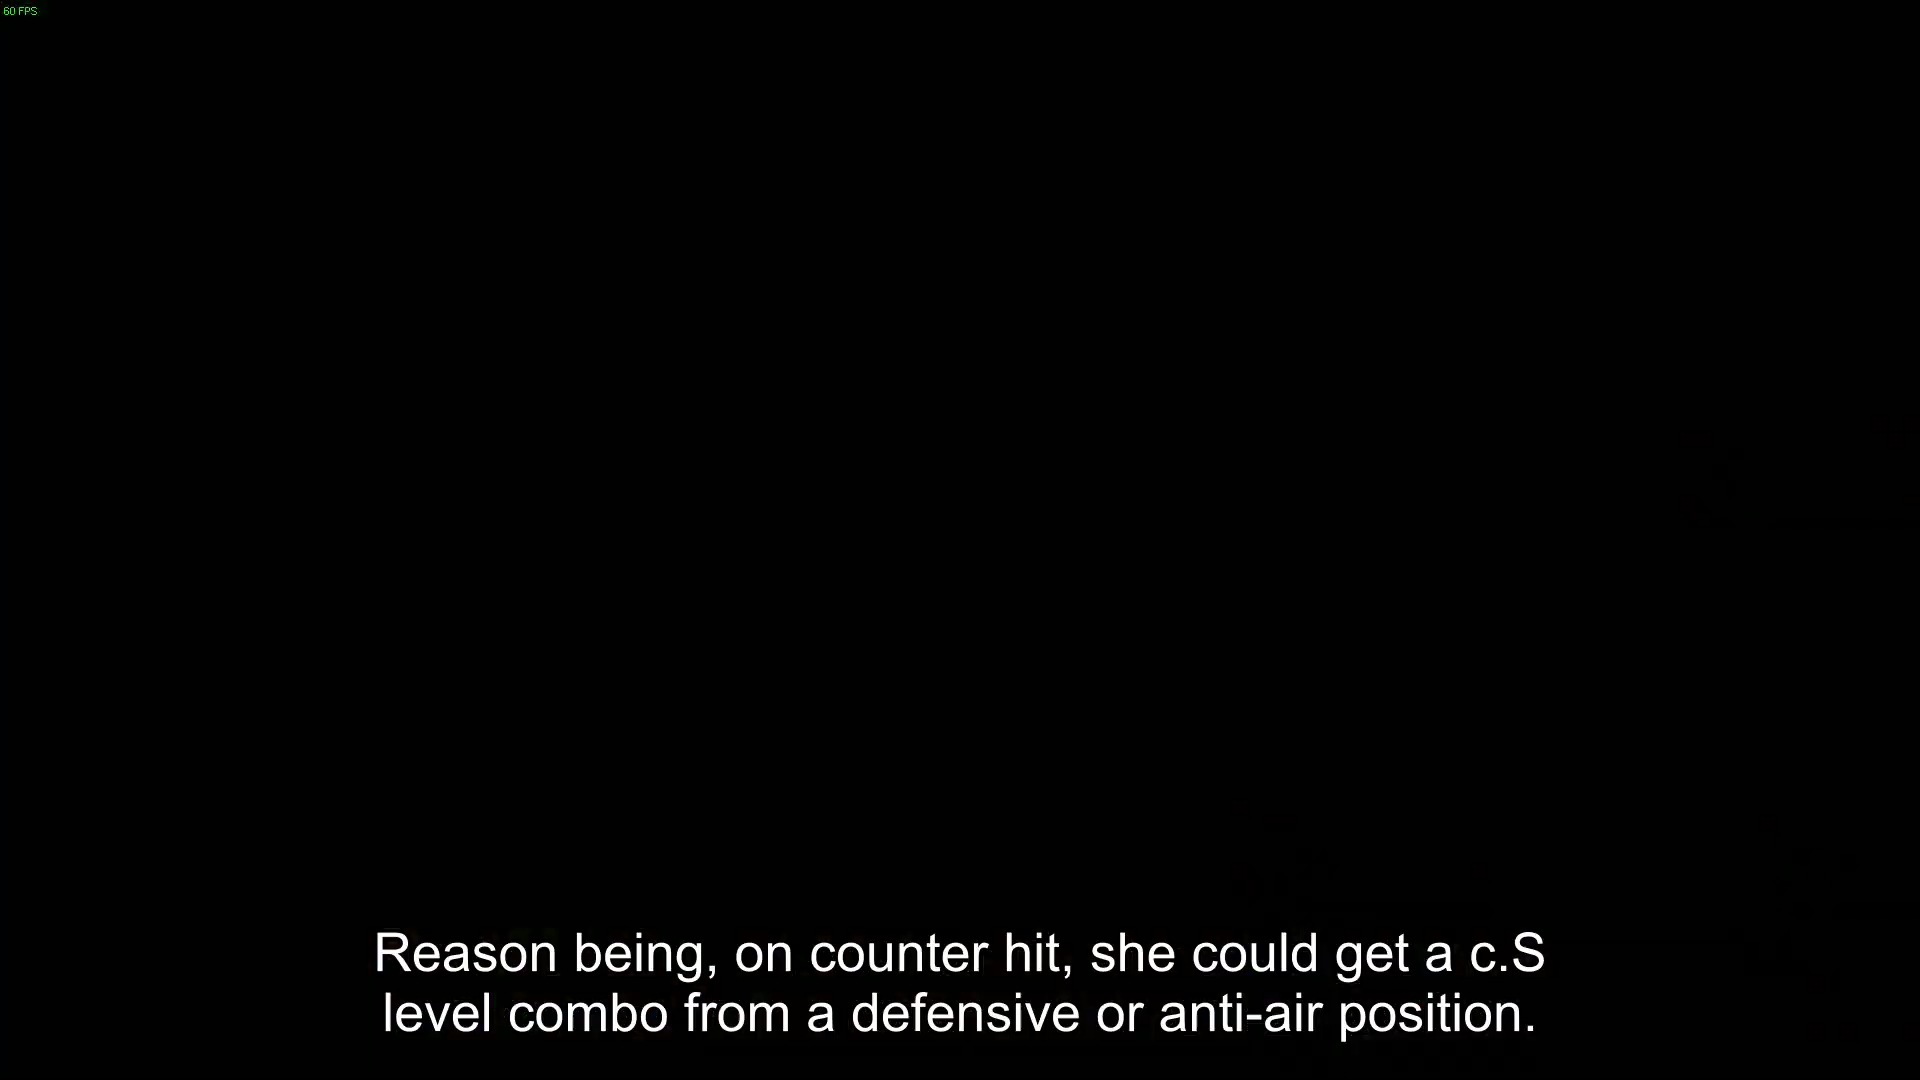 60 FPS
Reason being, on counter hit, she could get a c.S
level combo from a defensive or anti-air position.